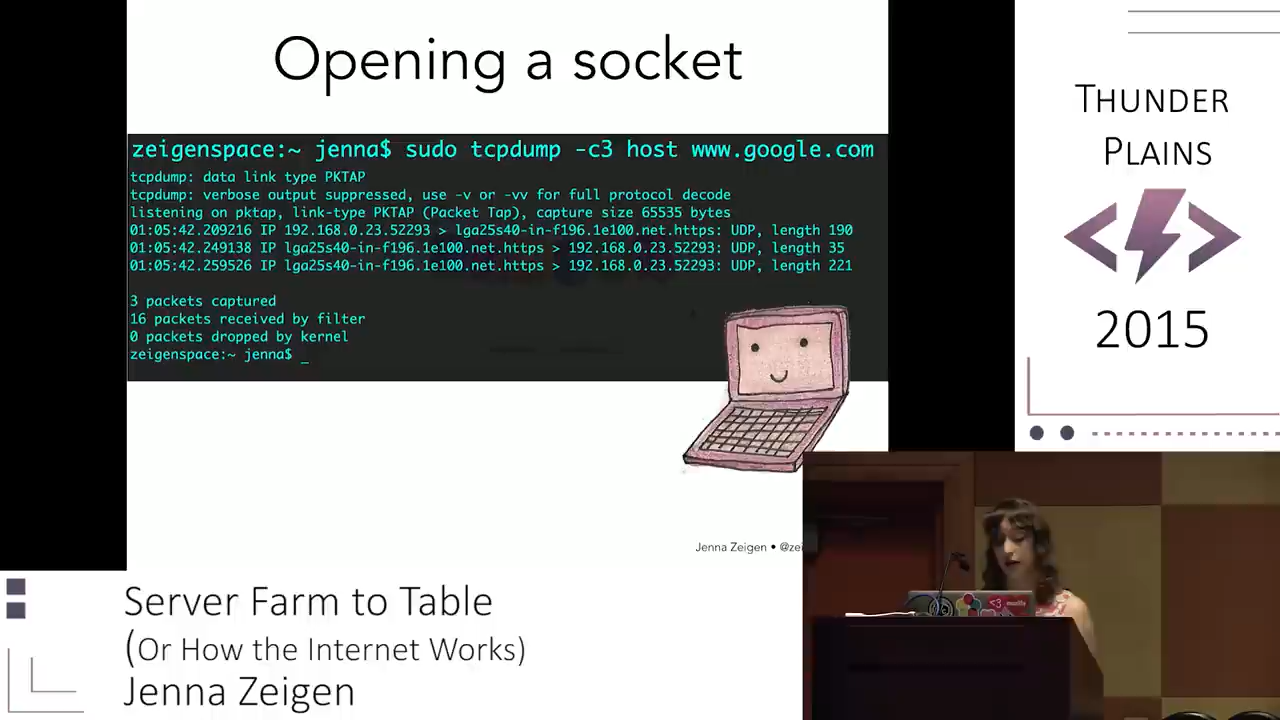 Opening a socket
zeigenspace:~ jenna$ sudo tcpdump -c3 host www.google.com
tcpdump: data link type PKTAP
tcpdump: verbose output suppressed, use -v or -vv for full protocol decode
listening on pktap, link-type PKTAP (Packet Tap), capture size 65535 bytes
01:05:42.209216 IP 192.168.0.23.52293 > lga25s40-in-f196.1e100.net.https: UDP, length 190
01:05:42.249138 IP lga25s40-in-f196.1e100.net.https > 192.168.0.23.52293: UDP, length 35
01:05:42.259526 IP lga25s40-in-f196.1e100.net.https > 192.168.0.23.52293: UDP, length 221
3 packets captured
16 packets received by filter
0 packets dropped by kernel
zeigenspace:~ jenna$ _
Jenna Zeigen • @zei
THUNDER
PLAINS
2015
Server Farm to Table
(Or How the Internet Works)
Jenna Zeigen